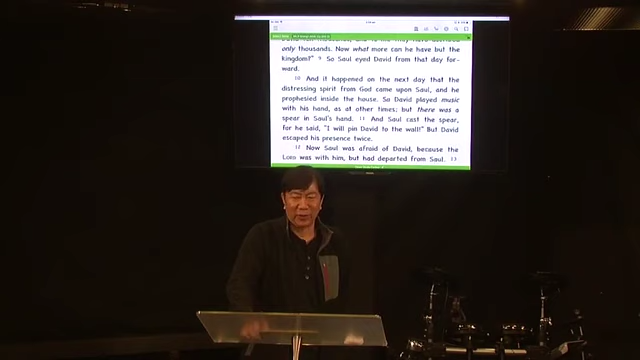 only thousands. Now what more can he have but the
kingdom?" 9 So Saul eyed David from that day for-
ward.
10 And it happened on the next day that the
distressing spirit from God came upon Saul, and he
prophesied inside the house. So David played music
with his hand, as at other times; but there was a
spear in Saul's hand. 11 And Saul cast the spear,
for he said, "I will pin David to the wall!" But David
escaped his presence twice.
12 Now Saul was afraid of David, because the
LORD was with him, but had departed from Saul. 13